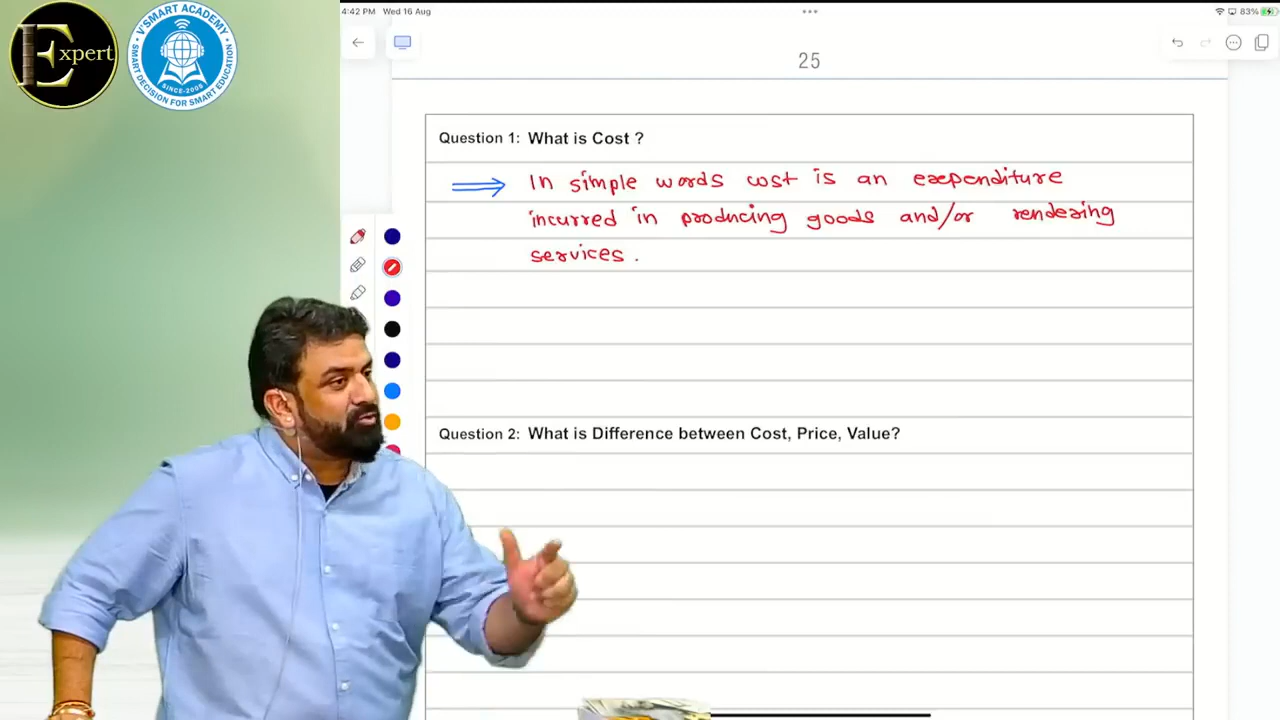 4:42 PM Wed 16 Aug
83%
Expert
V'SMART ACADEMY
SINCE-2005
SMART DECISION FOR SMART EDUCATION
25
Question 1: What is Cost ?
In simple words cost is an expenditure
incurred in producing goods and/or rendering
services.
Question 2: What is Difference between Cost, Price, Value?